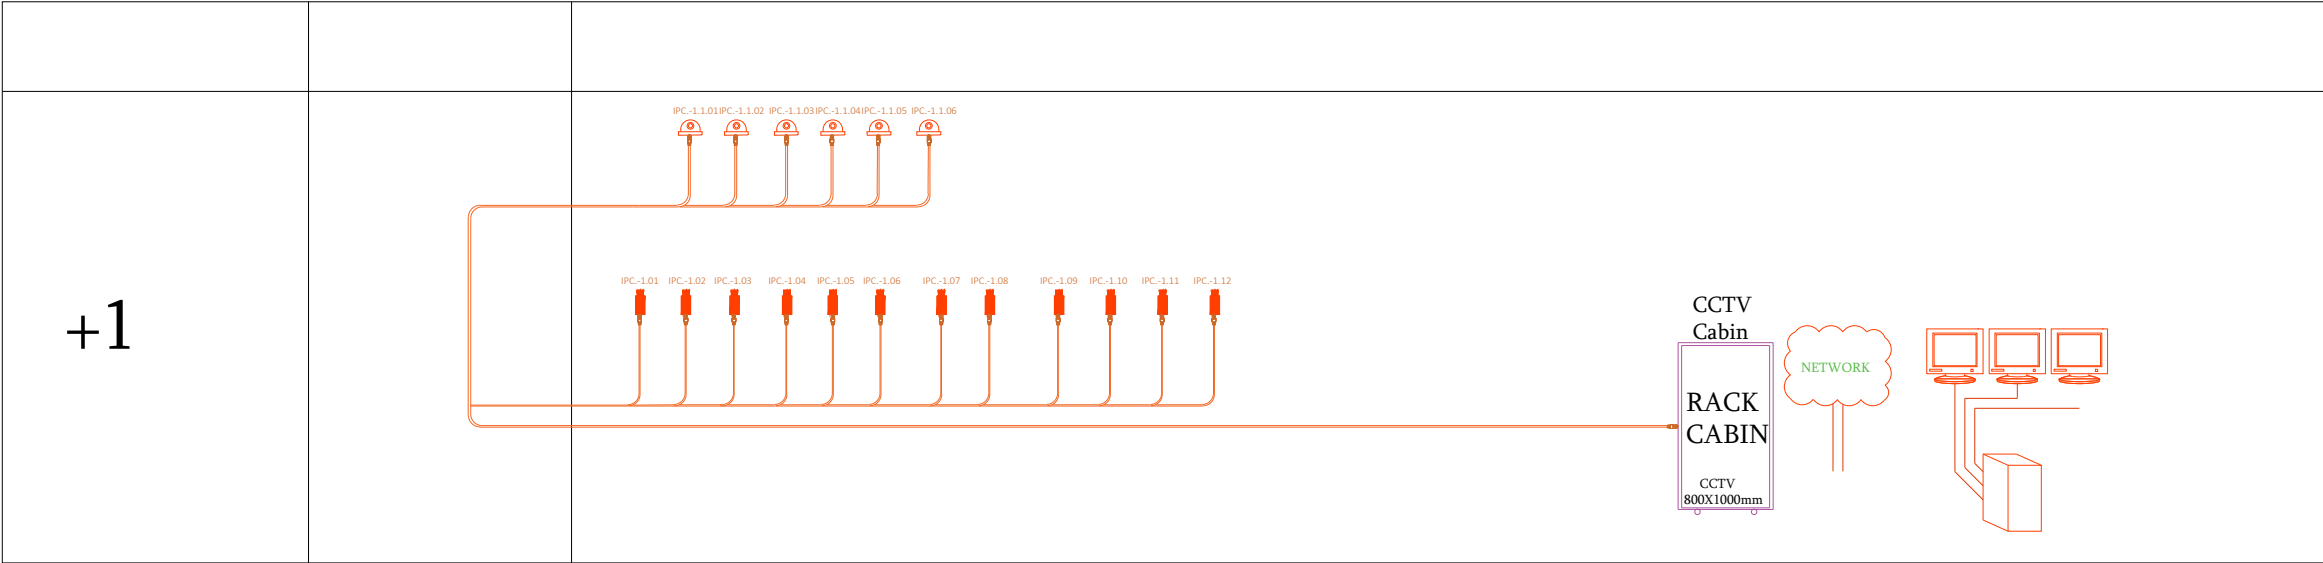 IPC.-1.1.01 IPC.-1.1.02 IPC.-1.1.03 IPC.-1.1.04 IPC.-1.1.05 IPC.-1.1.06
IPC.-1.01 IPC.-1.02 IPC.-1.03 IPC.-1.04 IPC.-1.05 IPC.-1.06 IPC.-1.07 IPC.-1.08 IPC.-1.09 IPC.-1.10 IPC.-1.11 IPC.-1.12
+1
CCTV
Cabin
RACK
CABIN
CCTV
800X1000mm
NETWORK